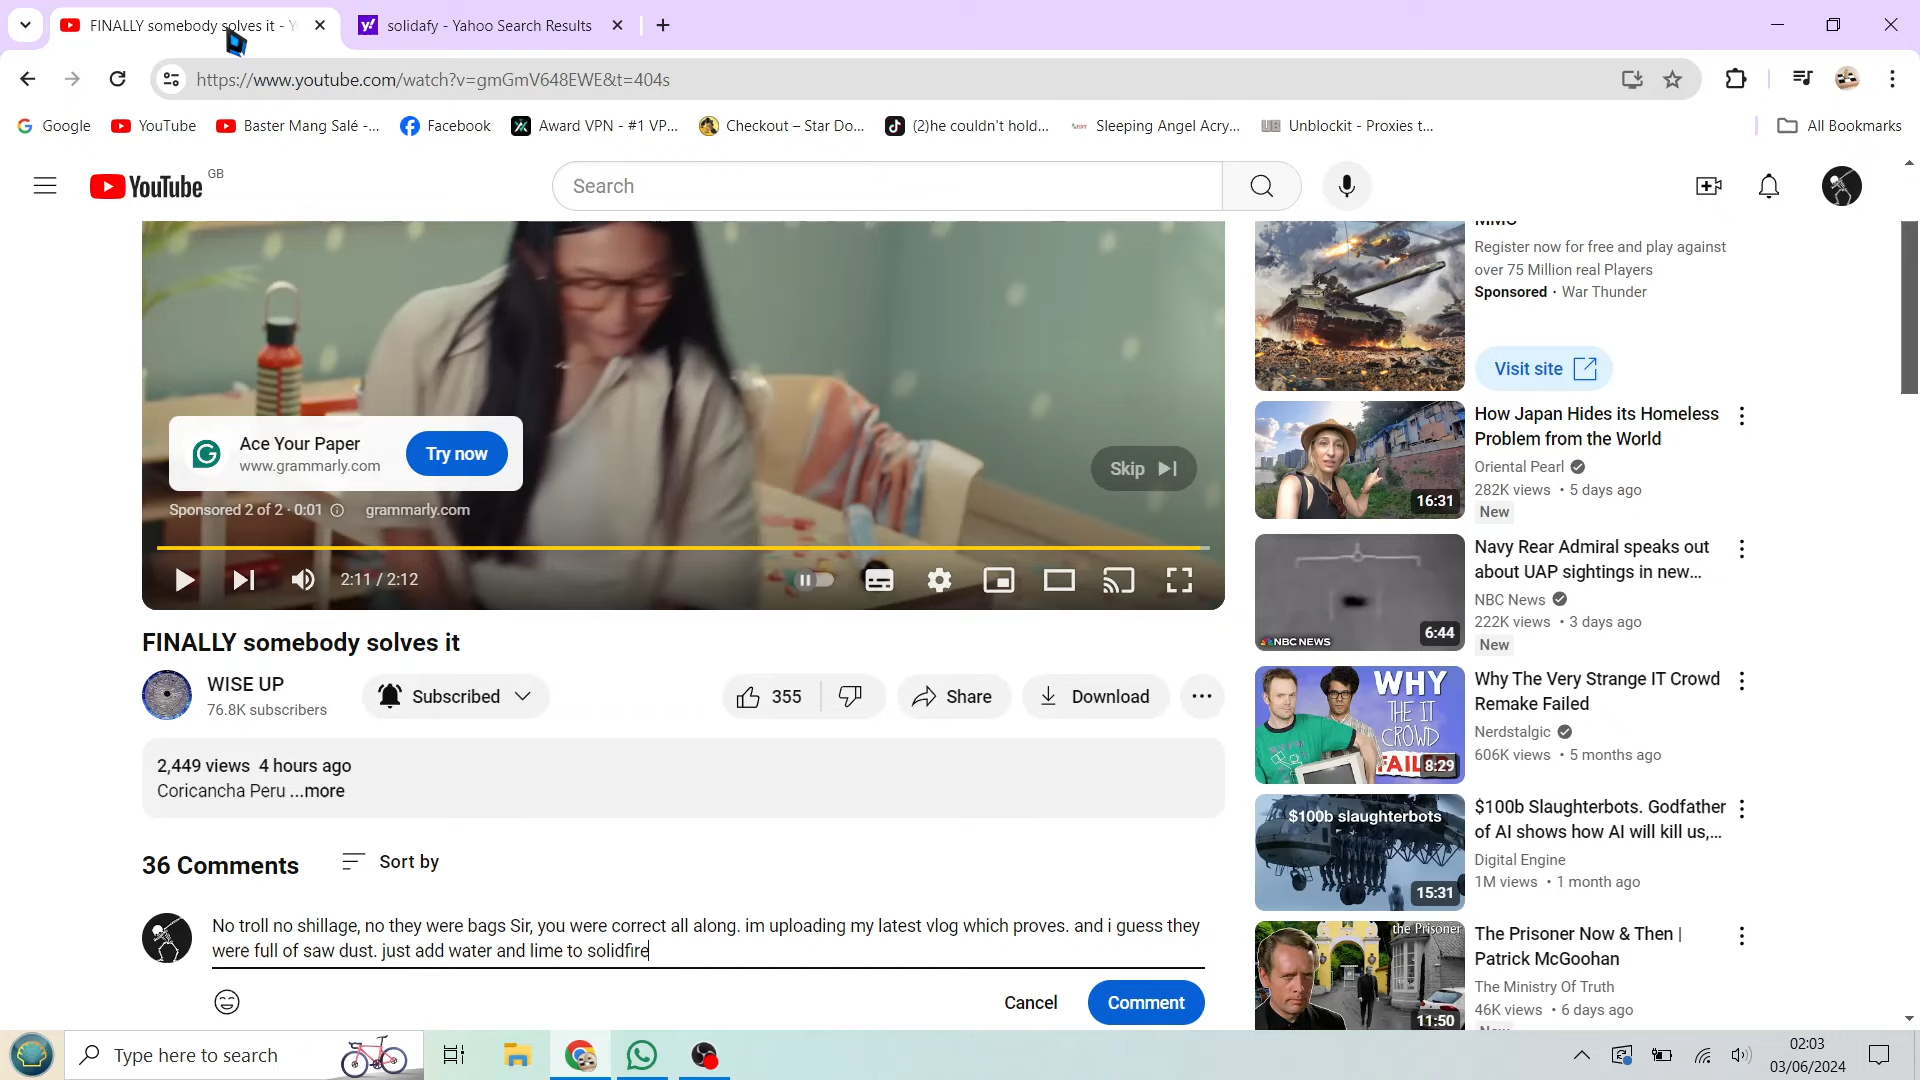 FINALLY somebody solves it - Y
solidafy - Yahoo Search Results
https://www.youtube.com/watch?v=gmGmV648EWE&t=404s
Google
YouTube
Baster Mang Salé -...
Facebook
Award VPN - #1 VP...
Checkout – Star Do...
(2)he couldn't hold...
Sleeping Angel Acry...
Unblockit - Proxies t...
All Bookmarks
YouTube GB
Search
MMO
Register now for free and play against
over 75 Million real Players
Sponsored · War Thunder
Visit site
Ace Your Paper
www.grammarly.com
Try now
Skip
Sponsored 2 of 2 · 0:01
grammarly.com
2:11 / 2:12
How Japan Hides its Homeless
Problem from the World
Oriental Pearl
282K views • 5 days ago
New
16:31
Navy Rear Admiral speaks out
about UAP sightings in new...
NBC News
222K views • 3 days ago
New
NBC NEWS
6:44
FINALLY somebody solves it
WISE UP
76.8K subscribers
Subscribed
355
Share
Download
WHY
THE IT
CROWD
FAILED
8:29
Why The Very Strange IT Crowd
Remake Failed
Nerdstalgic
606K views • 5 months ago
2,449 views 4 hours ago
Coricancha Peru ...more
$100b slaughterbots
15:31
$100b Slaughterbots. Godfather
of AI shows how AI will kill us,...
Digital Engine
1M views • 1 month ago
36 Comments
Sort by
No troll no shillage, no they were bags Sir, you were correct all along. im uploading my latest vlog which proves. and i guess they
were full of saw dust. just add water and lime to solidfire
Cancel
Comment
the Prisoner
11:50
The Prisoner Now & Then |
Patrick McGoohan
The Ministry Of Truth
46K views • 6 days ago
New
Type here to search
02:03
03/06/2024